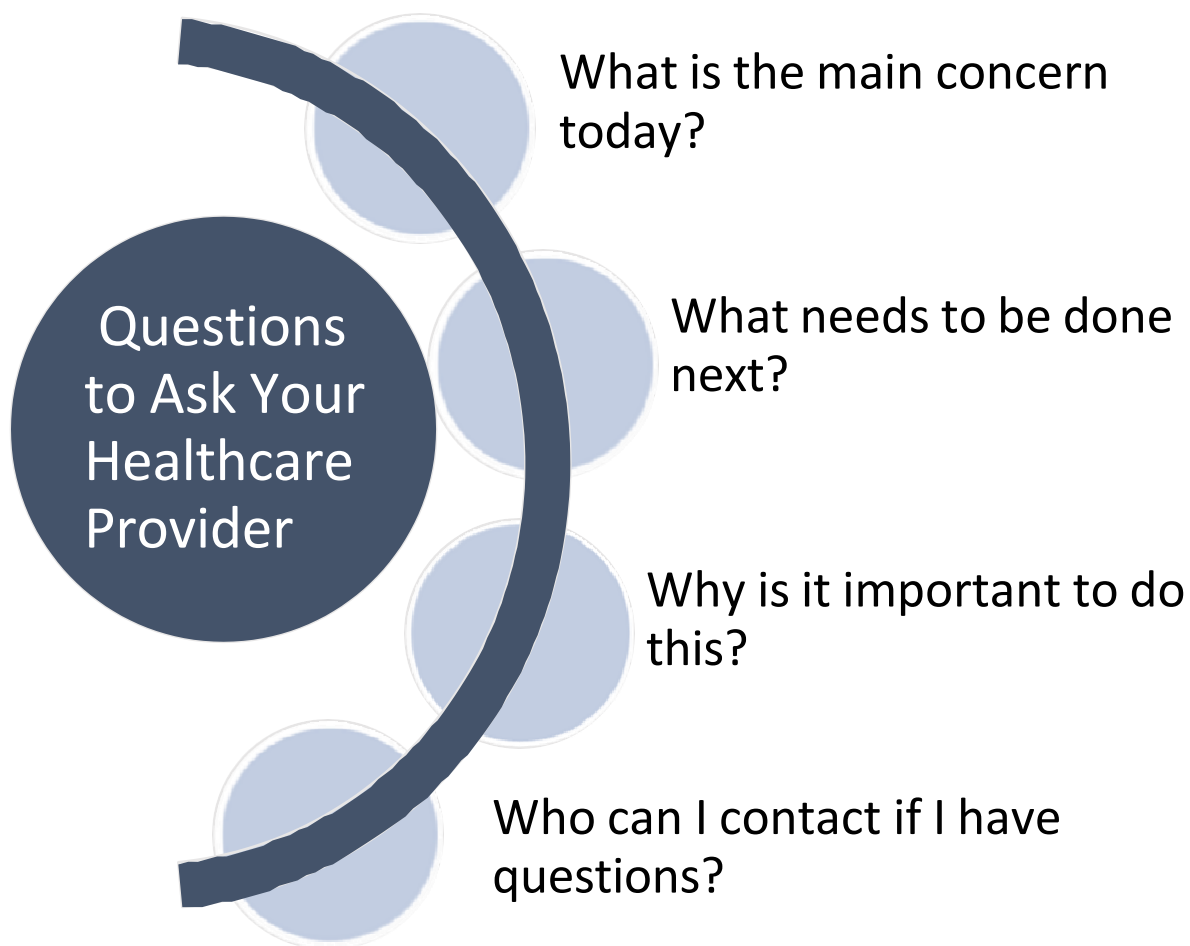 Questions
to Ask Your
Healthcare
Provider
What is the main concern
today?
What needs to be done
next?
Why is it important to do
this?
Who can I contact if I have
questions?